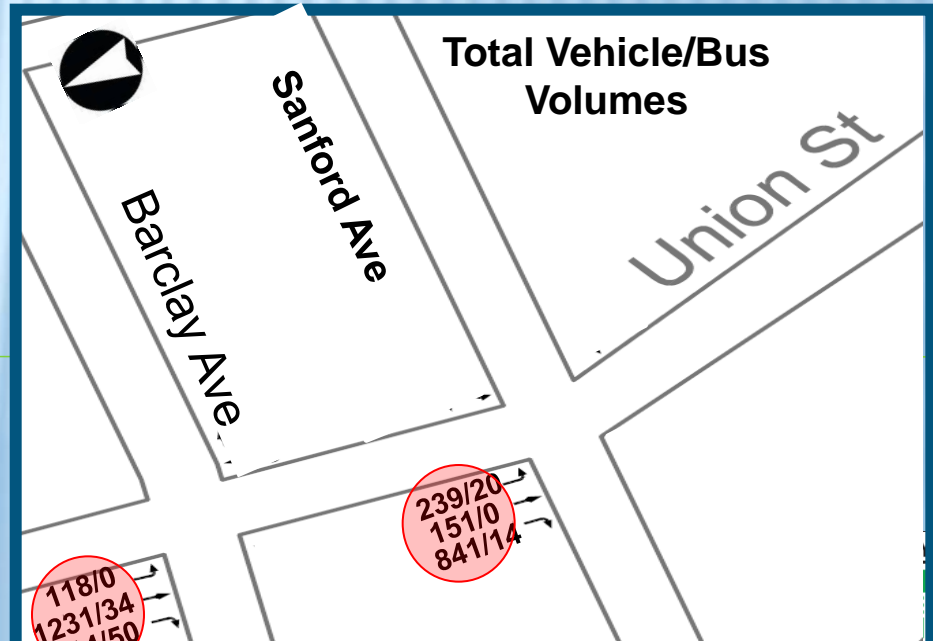 Total Vehicle/Bus
Volumes
Sanford Ave
Barclay Ave
Union St
239/20
151/0
841/14
118/0
1231/34